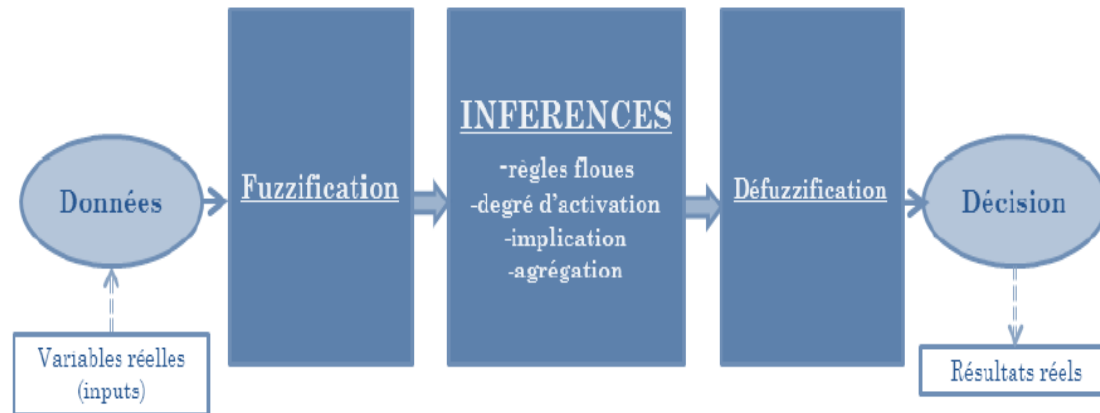 Données
Variables réelles
(inputs)
Fuzzification
INFERENCES
-règles floues
-degré d'activation
-implication
-agrégation
Défuzzification
Décision
Résultats réels